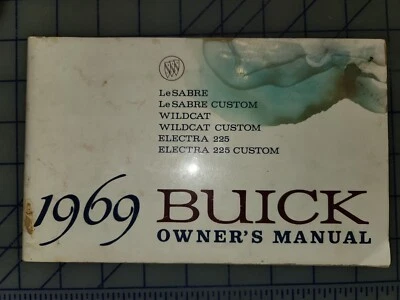 LeSABRE
LeSABRE CUSTOM
WILDCAT
WILDCAT CUSTOM
ELECTRA 225
ELECTRA 225 CUSTOM
1969 BUICK
OWNER'S MANUAL